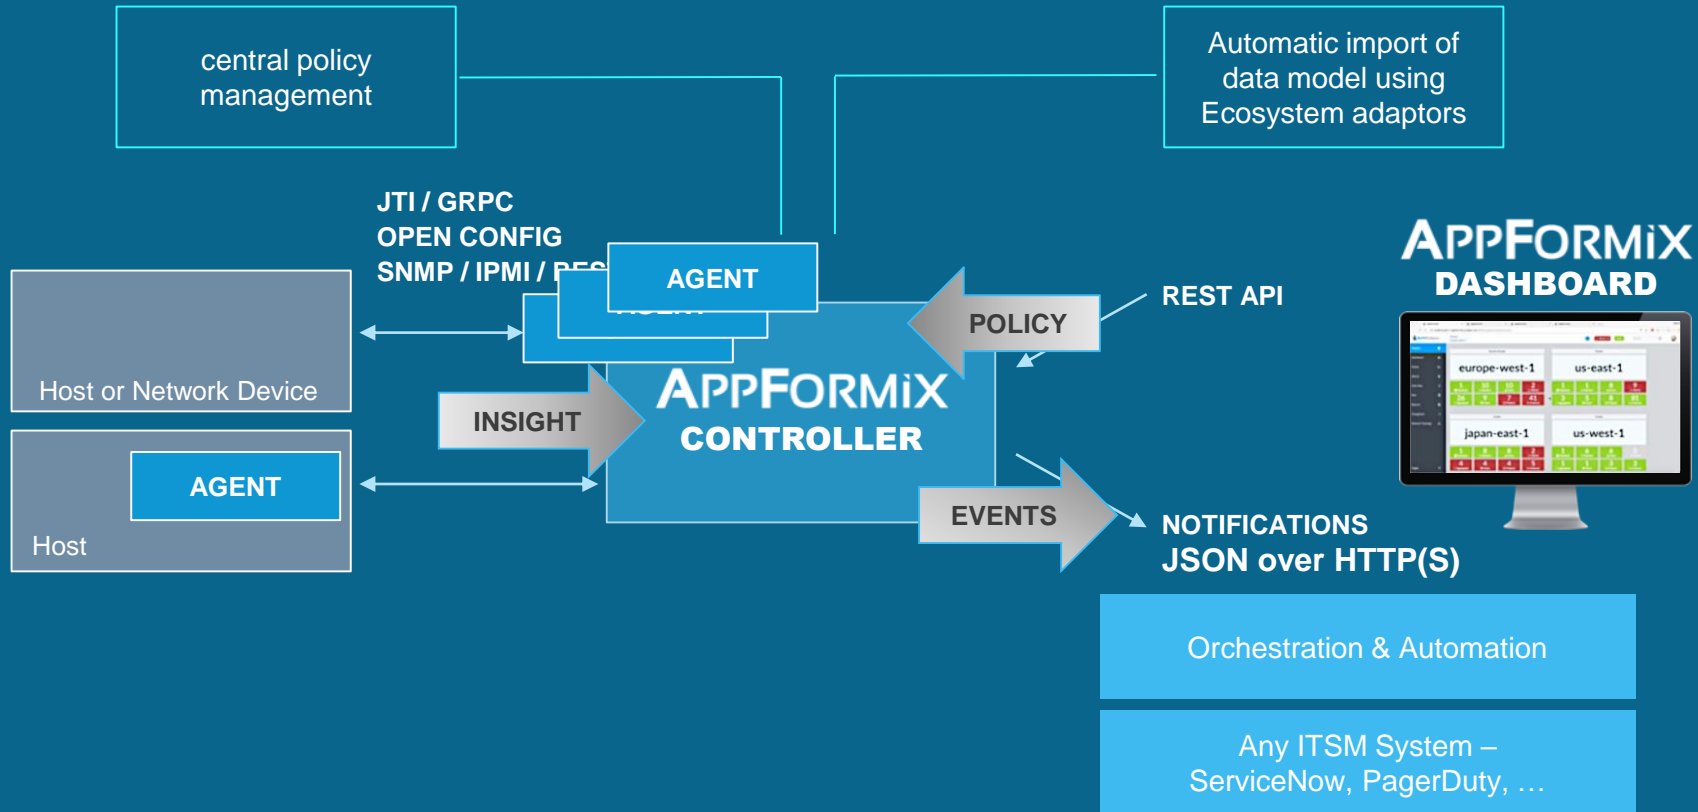 central policy
management
Automatic import of
data model using
Ecosystem adaptors
JTI / GRPC
OPEN CONFIG
SNMP / IPMI / REST
AGENT
AGENT
POLICY
REST API
APPFORMiX
DASHBOARD
europe-west-1
us-east-1
japan-east-1
us-west-1
Host or Network Device
INSIGHT
APPFORMiX
CONTROLLER
AGENT
Host
EVENTS
NOTIFICATIONS
JSON over HTTP(S)
Orchestration & Automation
Any ITSM System –
ServiceNow, PagerDuty, …